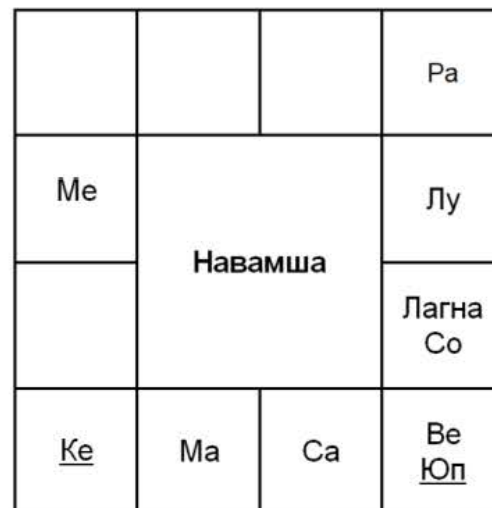 Ра
Ме
Лу
Навамша
Лагна
Со
Ке
Ма
Са
Ве
Юп